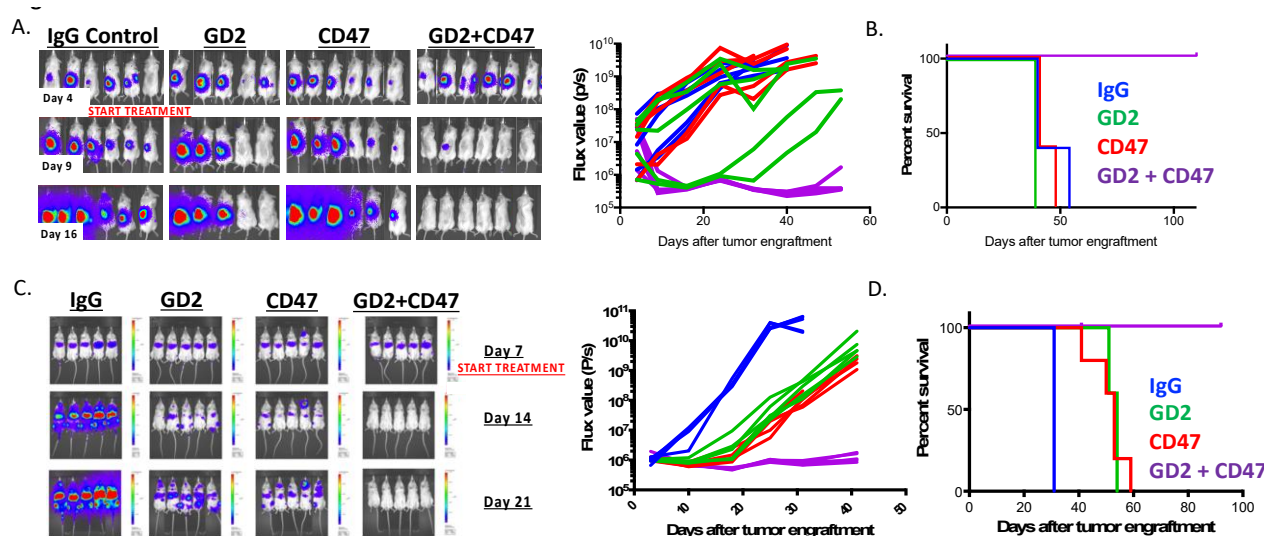 A.
IgG Control GD2 CD47 GD2+CD47
Day 4
START TREATMENT
Day 9
Day 16
10^10
10^9
10^8
10^7
10^6
10^5
Flux value (p/s)
0 20 40 60
Days after tumor engraftment
B.
Percent survival
100
50
0
IgG
GD2
CD47
GD2 + CD47
0 50 100
Days after tumor engraftment
C.
IgG GD2 CD47 GD2+CD47
Day 7
START TREATMENT
Day 14
Day 21
10^11
10^10
10^9
10^8
10^7
10^6
10^5
Flux value (P/s)
0 10 20 30 40 50
Days after tumor engraftment
D.
Percent survival
100
50
0
IgG
GD2
CD47
GD2 + CD47
0 20 40 60 80 100
Days after tumor engraftment